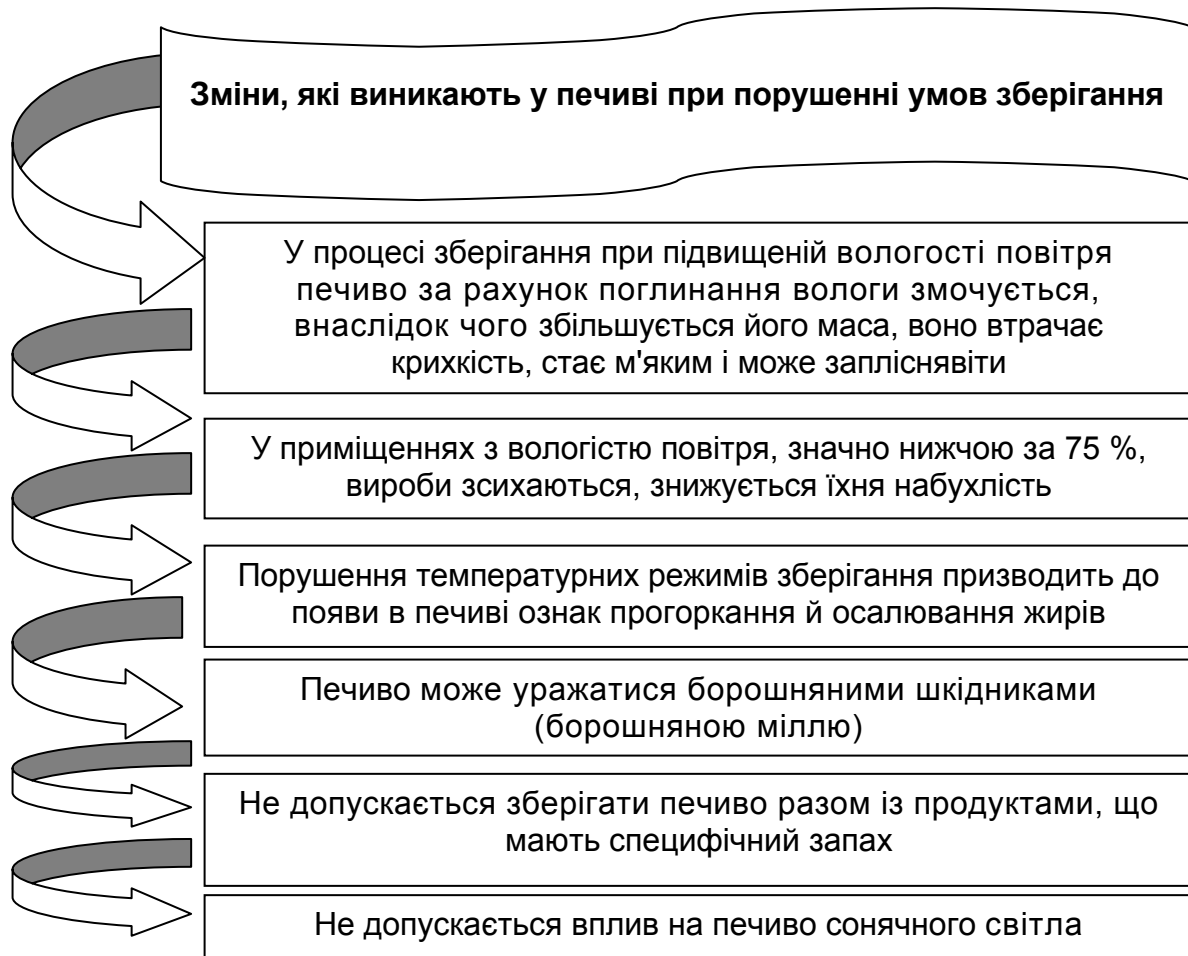 Зміни, які виникають у печиві при порушенні умов зберігання
У процесі зберігання при підвищеній вологості повітря
печиво за рахунок поглинання вологи змочується,
внаслідок чого збільшується його маса, воно втрачає
крихкість, стає м'яким і може запліснявіти
У приміщеннях з вологістю повітря, значно нижчою за 75 %,
вироби зсихаються, знижується їхня набухлість
Порушення температурних режимів зберігання призводить до
появи в печиві ознак прогоркання й осалювання жирів
Печиво може уражатися борошняними шкідниками
(борошняною міллю)
Не допускається зберігати печиво разом із продуктами, що
мають специфічний запах
Не допускається вплив на печиво сонячного світла